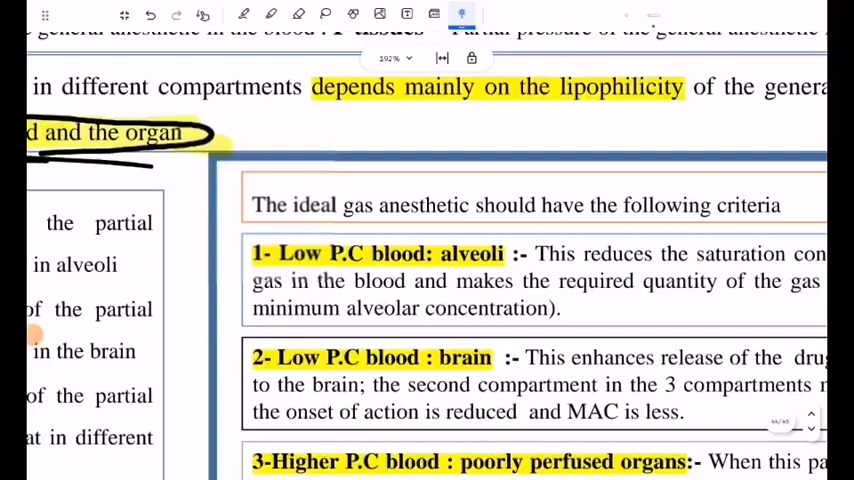 192%
in different compartments depends mainly on the lipophilicity of the genera
d and the organ
The ideal gas anesthetic should have the following criteria
the partial
1- Low P.C blood: alveoli :- This reduces the saturation con
in alveoli
gas in the blood and makes the required quantity of the gas
of the partial
minimum alveolar concentration).
in the brain
2- Low P.C blood : brain :- This enhances release of the drug
of the partial
to the brain; the second compartment in the 3 compartments m
at in different
the onset of action is reduced and MAC is less.
44/48
3-Higher P.C blood : poorly perfused organs:- When this pa